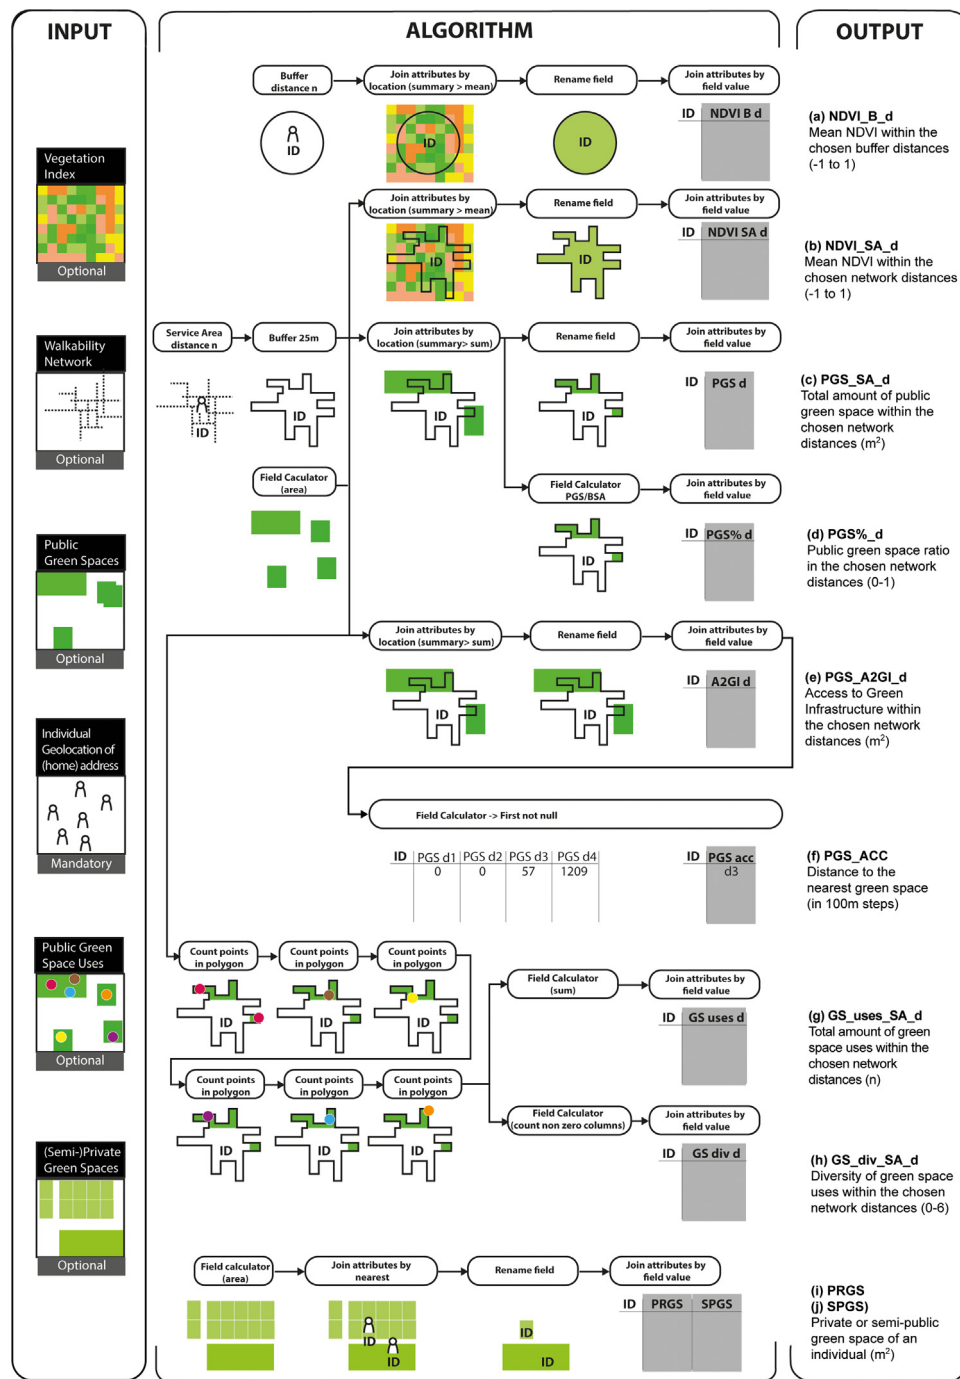 INPUT
ALGORITHM
OUTPUT
Vegetation
Index
Optional
Walkability
Network
Optional
Public
Green Spaces
Optional
Individual
Geolocation of
(home) address
Mandatory
Public Green
Space Uses
Optional
(Semi-)Private
Green Spaces
Optional
Buffer
distance n
Join attributes by
location (summary > mean)
Rename field
Join attributes by
field value
ID
ID
ID
ID NDVI B d
(a) NDVI_B_d
Mean NDVI within the
chosen buffer distances
(-1 to 1)
Join attributes by
location (summary > mean)
Rename field
Join attributes by
field value
ID
ID
ID NDVI SA d
(b) NDVI_SA_d
Mean NDVI within the
chosen network distances
(-1 to 1)
Service Area
distance n
Buffer 25m
Join attributes by
location (summary> sum)
Rename field
Join attributes by
field value
ID
ID
ID
ID
ID PGS d
(c) PGS_SA_d
Total amount of public
green space within the
chosen network
distances (m²)
Field Caculator
(area)
Field Calculator
PGS/BSA
Join attributes by
field value
ID
ID PGS% d
(d) PGS%_d
Public green space ratio
in the chosen network
distances (0-1)
Join attributes by
location (summary> sum)
Rename field
Join attributes by
field value
ID
ID
ID A2GI d
(e) PGS_A2GI_d
Access to Green
Infrastructure within
the chosen network
distances (m²)
Field Calculator -> First not null
ID PGS d1 PGS d2 PGS d3 PGS d4
0 0 57 1209
ID PGS acc
d3
(f) PGS_ACC
Distance to the
nearest green space
(in 100m steps)
Count points
in polygon
Count points
in polygon
Count points
in polygon
ID
ID
ID
Field Calculator
(sum)
Join attributes by
field value
ID GS uses d
(g) GS_uses_SA_d
Total amount of green
space uses within the
chosen network
distances (n)
Count points
in polygon
Count points
in polygon
Count points
in polygon
ID
ID
ID
Field Calculator
(count non zero columns)
Join attributes by
field value
ID GS div d
(h) GS_div_SA_d
Diversity of green space
uses within the chosen
network distances (0-6)
Field calculator
(area)
Join attributes by
nearest
Rename field
Join attributes by
field value
ID
ID
ID
ID
ID PRGS SPGS
(i) PRGS
(j) SPGS)
Private or semi-public
green space of an
individual (m²)